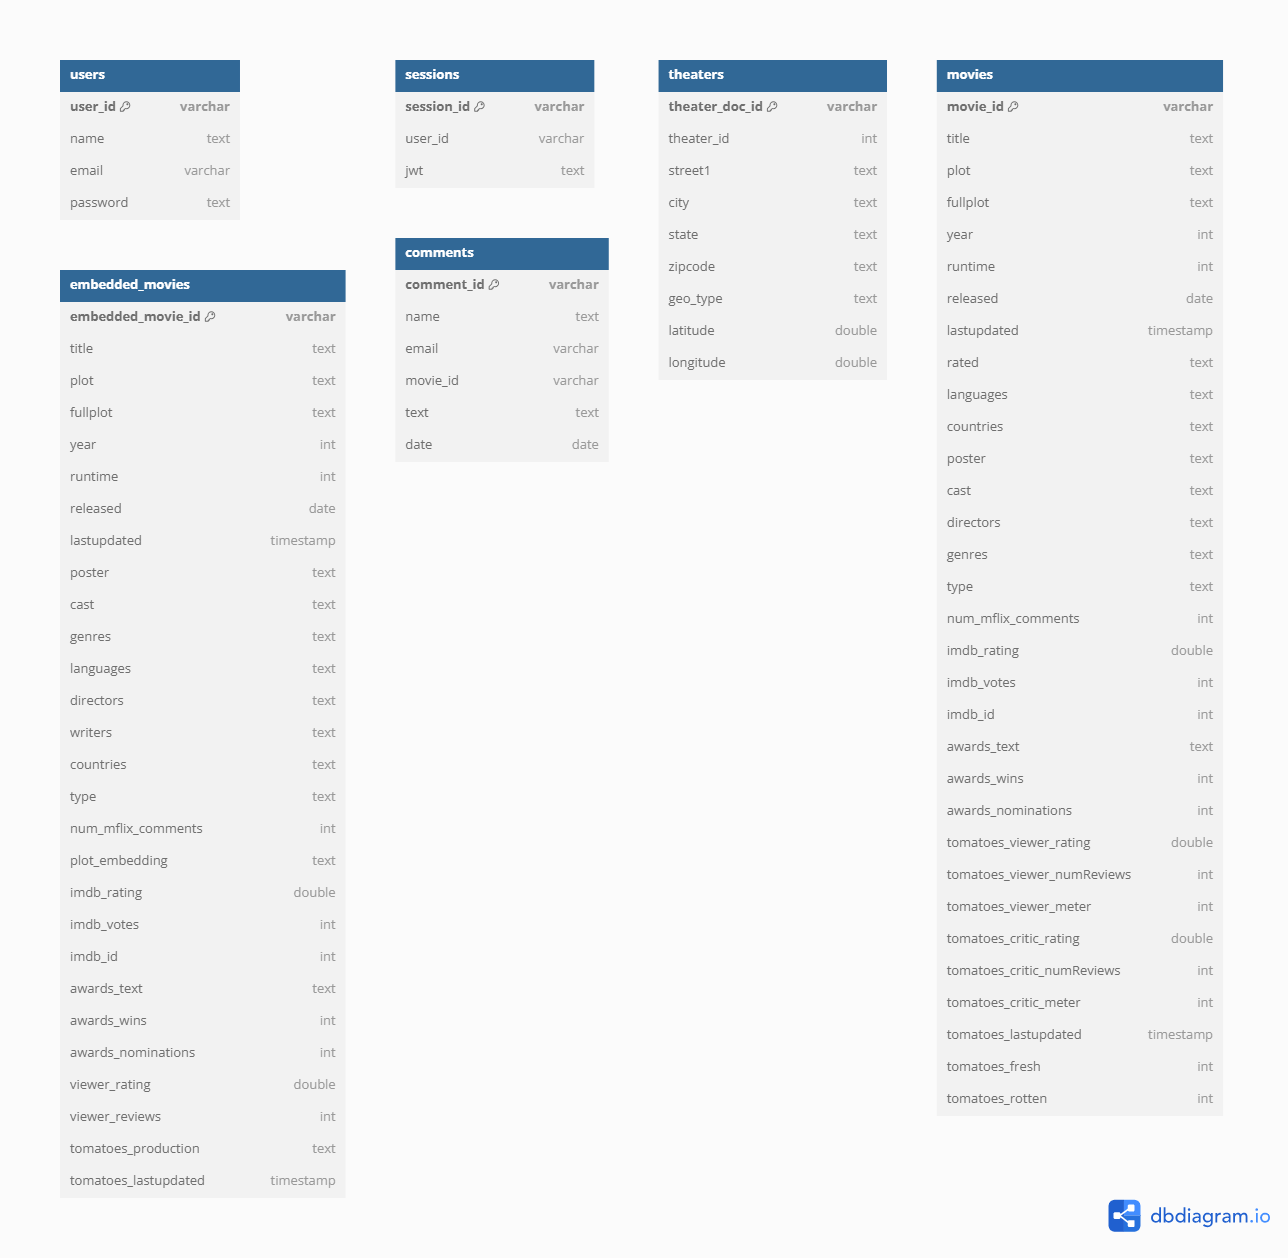 users
user_id varchar
name text
email varchar
password text
embedded_movies
embedded_movie_id varchar
title text
plot text
fullplot text
year int
runtime int
released date
lastupdated timestamp
poster text
cast text
genres text
languages text
directors text
writers text
countries text
type text
num_mflix_comments int
plot_embedding text
imdb_rating double
imdb_votes int
imdb_id int
awards_text text
awards_wins int
awards_nominations int
viewer_rating double
viewer_reviews int
tomatoes_production text
tomatoes_lastupdated timestamp
sessions
session_id varchar
user_id varchar
jwt text
comments
comment_id varchar
name text
email varchar
movie_id varchar
text text
date date
theaters
theater_doc_id varchar
theater_id int
street1 text
city text
state text
zipcode text
geo_type text
latitude double
longitude double
movies
movie_id varchar
title text
plot text
fullplot text
year int
runtime int
released date
lastupdated timestamp
rated text
languages text
countries text
poster text
cast text
directors text
genres text
type text
num_mflix_comments int
imdb_rating double
imdb_votes int
imdb_id int
awards_text text
awards_wins int
awards_nominations int
tomatoes_viewer_rating double
tomatoes_viewer_numReviews int
tomatoes_viewer_meter int
tomatoes_critic_rating double
tomatoes_critic_numReviews int
tomatoes_critic_meter int
tomatoes_lastupdated timestamp
tomatoes_fresh int
tomatoes_rotten int
dbdiagram.io